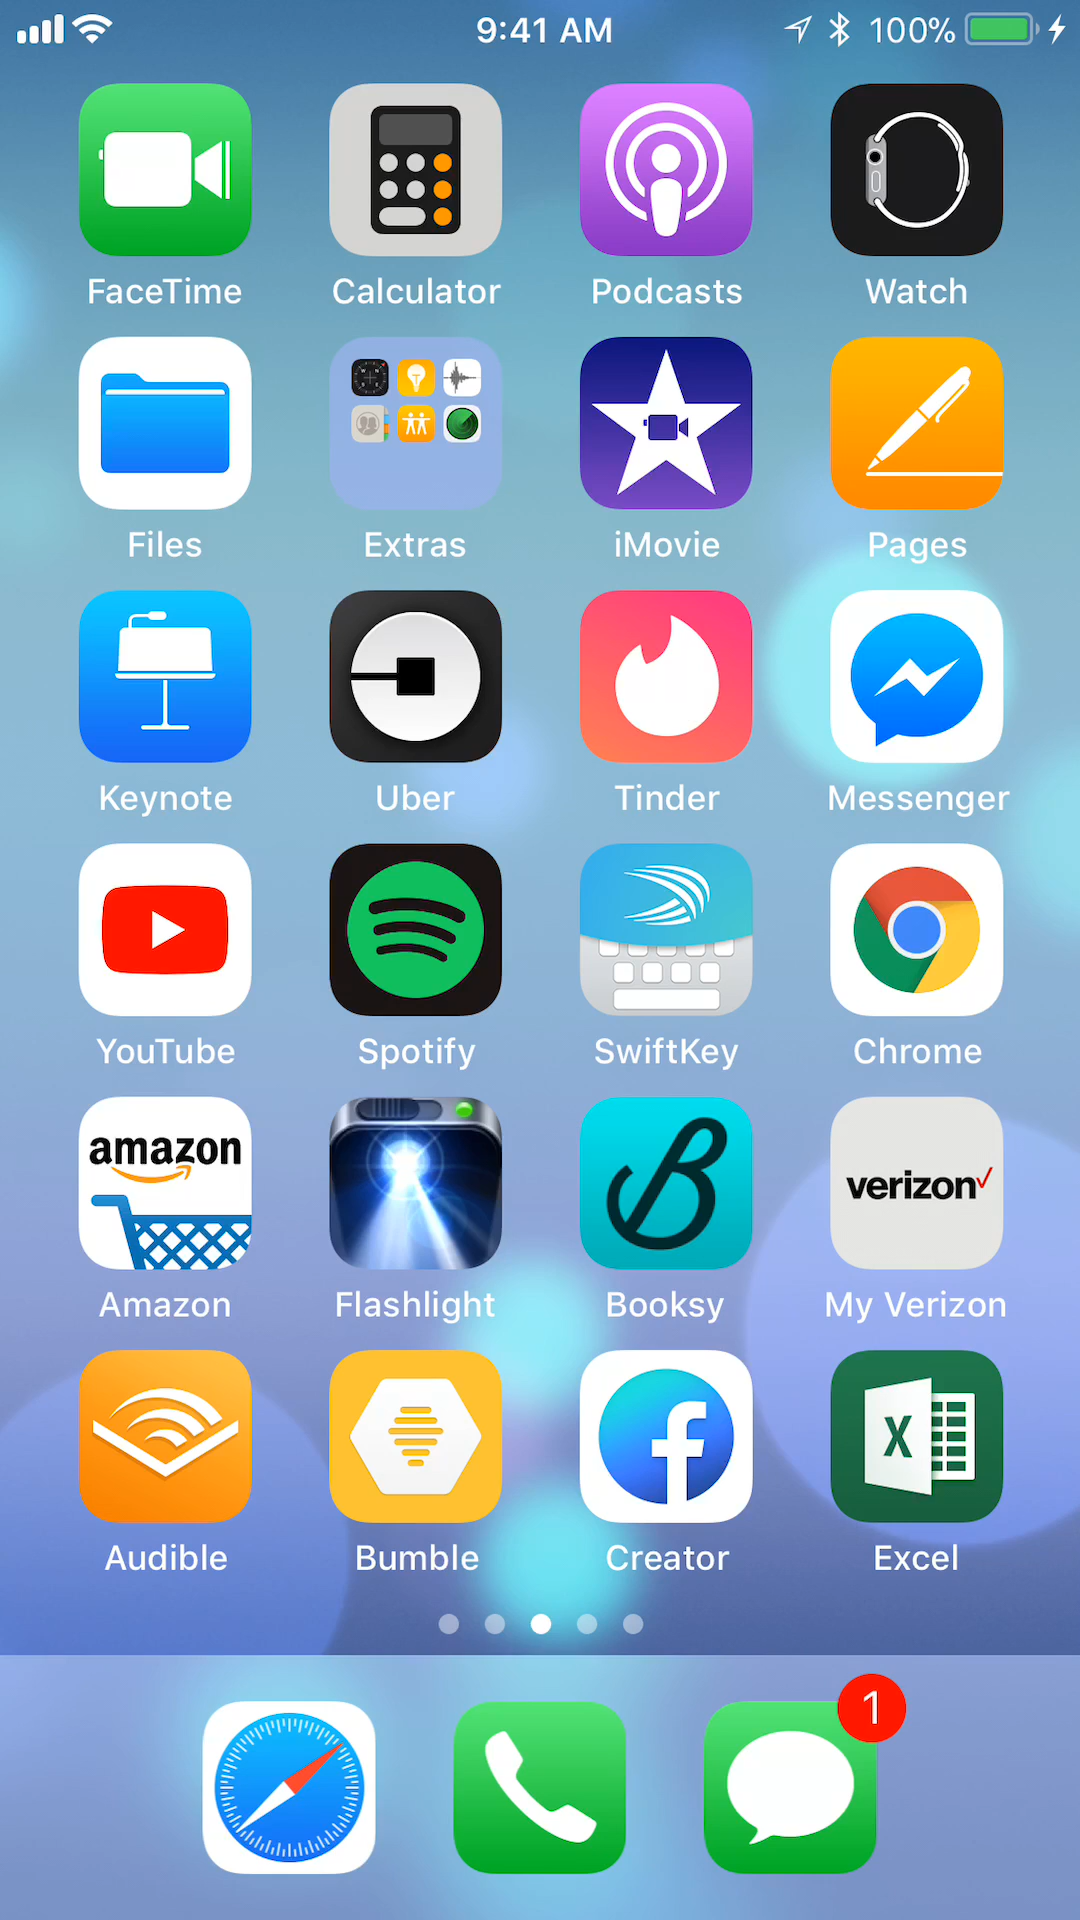 9:41 AM 100%
FaceTime Calculator Podcasts Watch
Files Extras iMovie Pages
Keynote Uber Tinder Messenger
YouTube Spotify SwiftKey Chrome
amazon
verizon
Amazon Flashlight Booksy My Verizon
X
Audible Bumble Creator Excel
1